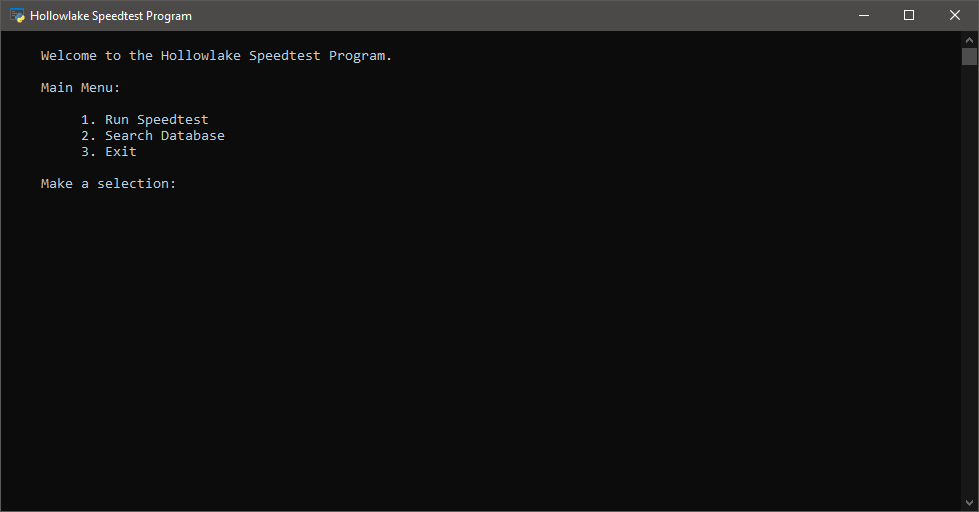 Hollowlake Speedtest Program
Welcome to the Hollowlake Speedtest Program.
Main Menu:
1. Run Speedtest
2. Search Database
3. Exit
Make a selection: